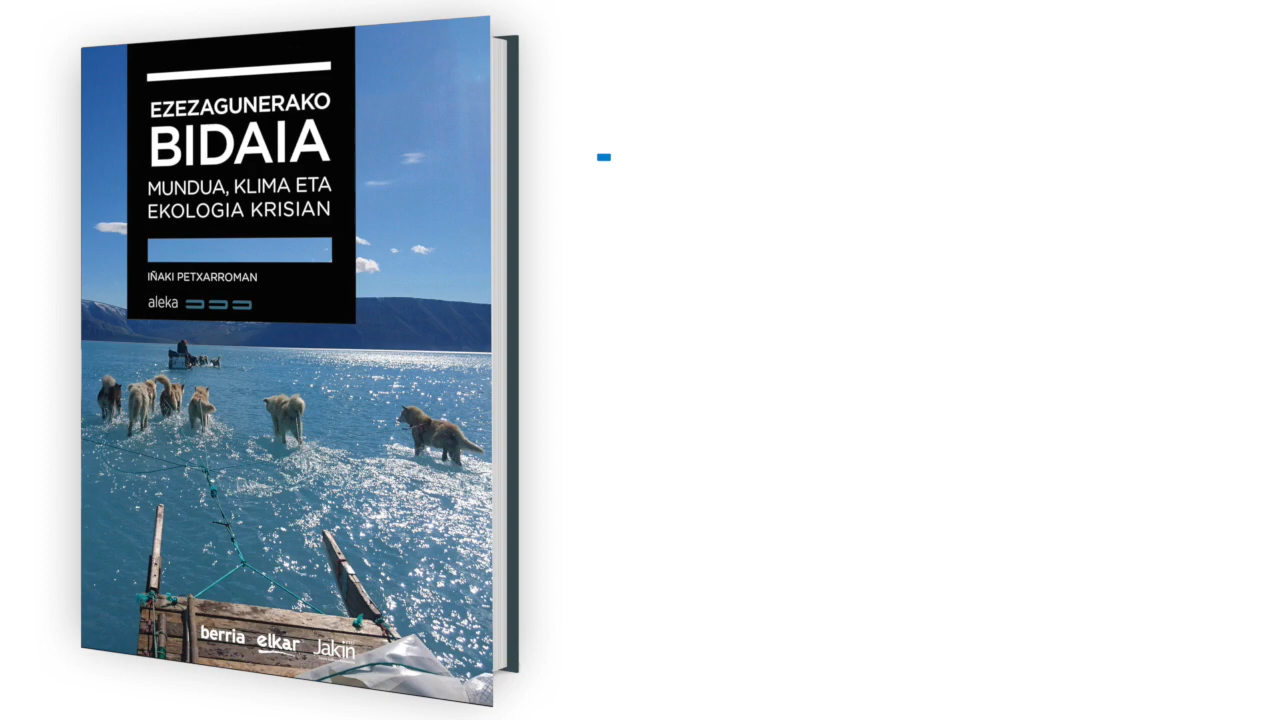 EZEZAGUNERAKO
BIDAIA
MUNDUA, KLIMA ETA
EKOLOGIA KRISIAN
IÑAKI PETXARROMAN
aleka
berria elkar Jakin